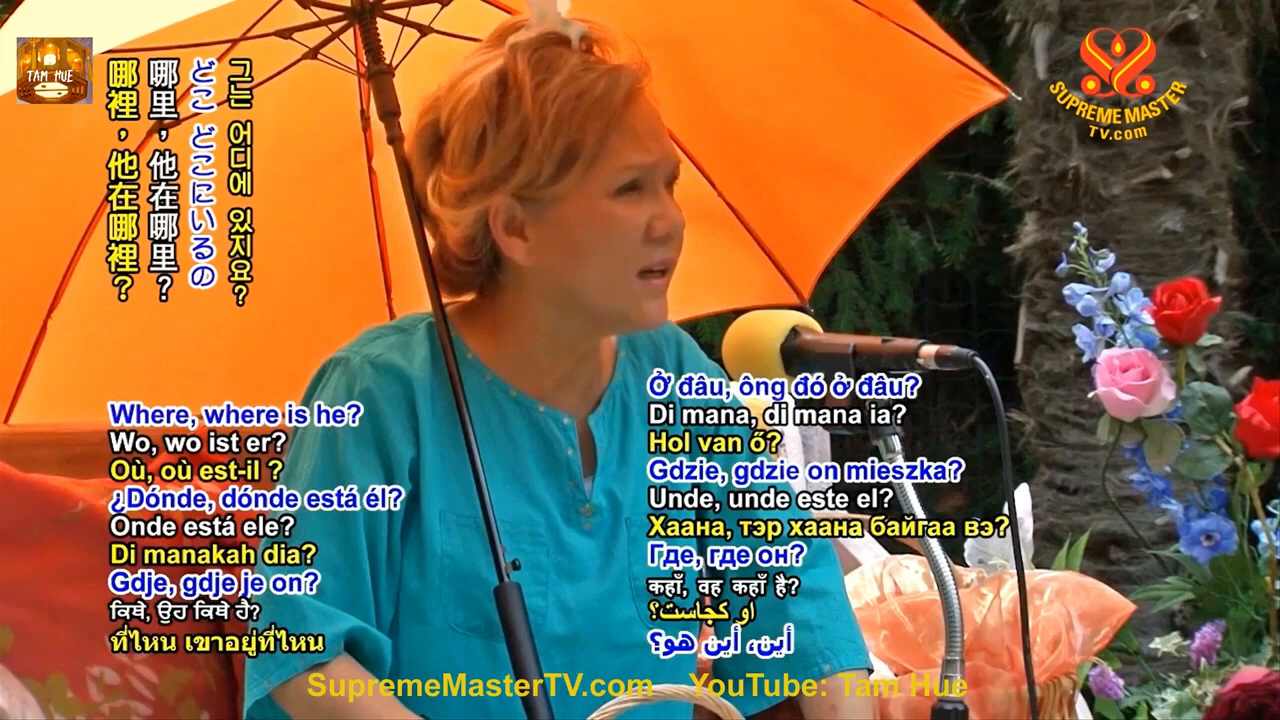 TAM HUE
SUPREME MASTER
TV.com
그는 어디에 있지요?
どこ どこにいるの
哪里，他在哪里？
哪裡，他在哪裡？
Where, where is he?
Wo, wo ist er?
Où, où est-il ?
¿Dónde, dónde está él?
Onde está ele?
Di manakah dia?
Gdje, gdje je on?
ਕਿਥੇ, ਉਹ ਕਿਥੇ ਹੈ?
ที่ไหน เขาอยู่ที่ไหน
Ở đâu, ông đó ở đâu?
Di mana, di mana ia?
Hol van ő?
Gdzie, gdzie on mieszka?
Unde, unde este el?
Хаана, тэр хаана байгаа вэ?
Где, где он?
कहाँ, वह कहाँ है?
او کجاست؟
أين، أين هو؟
SupremeMasterTV.com YouTube: Tam Hue